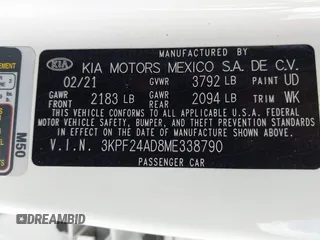 MANUFACTURED BY
KIA KIA MOTORS MEXICO S.A. DE C.V.
02/21 GVWR 3792 LB PAINT UD
GAWR FRONT 2183 LB GAWR REAR 2094 LB TRIM WK
THIS VEHICLE CONFORMS TO ALL APPLICABLE U.S. FEDERAL MOTOR VEHICLE
SAFETY, BUMPER, AND THEFT PREVENTION STANDARDS IN
EFFECT ON THE DATE OF MANUFACTURE SHOWN ABOVE.
V.I.N. 3KPF24AD8ME338790
PASSENGER CAR
M50
DREAMBID